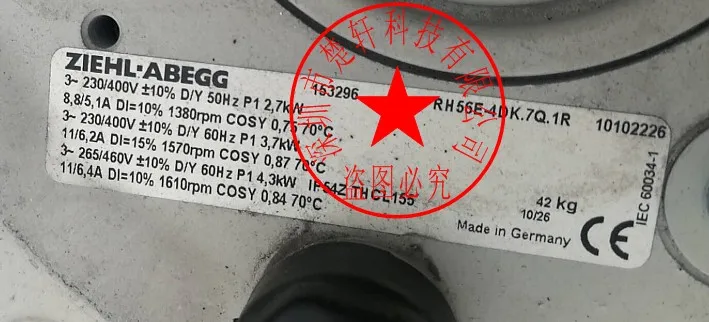 ZIEHL-ABEGG 153296 RH56E-4DK.7Q.1R 10102226
3~ 230/400V ±10% D/Y 50Hz P1 2,7kW
8,8/5,1A DI=10% 1380rpm COSY 0,75 70°C
3~ 230/400V ±10% D/Y 60Hz P1 3,7kW
11/6,2A DI=15% 1570rpm COSY 0,87 70°C
3~ 265/460V ±10% D/Y 60Hz P1 4,3kW
11/6,4A DI=10% 1610rpm COSY 0,84 70°C
IP54Z THCL155
42 kg
10/26
Made in Germany
CE
IEC 60034-1
深圳市楚轩科技有限公司
盗图必究